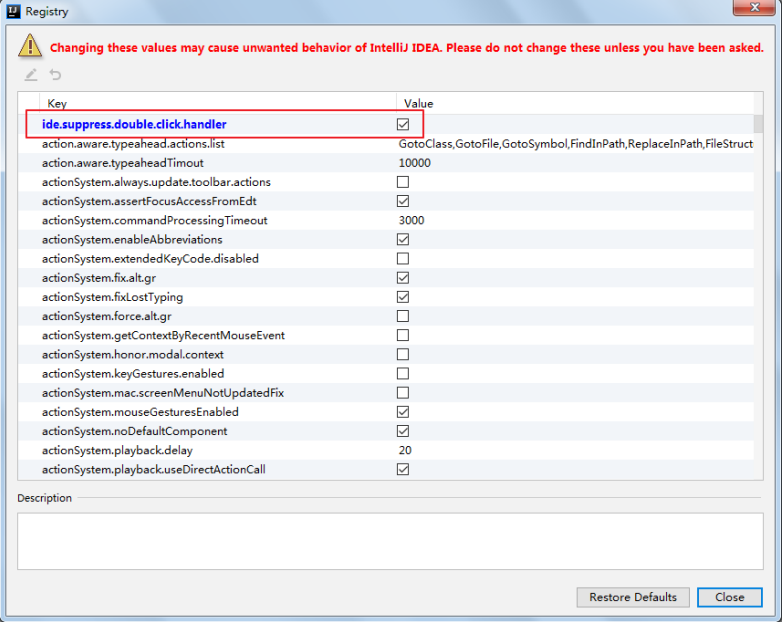 Registry
Changing these values may cause unwanted behavior of IntelliJ IDEA. Please do not change these unless you have been asked.
Key Value
ide.suppress.double.click.handler
action.aware.typeahead.actions.list GotoClass,GotoFile,GotoSymbol,FindInPath,ReplaceInPath,FileStruct
action.aware.typeaheadTimout 10000
actionSystem.always.update.toolbar.actions
actionSystem.assertFocusAccessFromEdt
actionSystem.commandProcessingTimeout 3000
actionSystem.enableAbbreviations
actionSystem.extendedKeyCode.disabled
actionSystem.fix.alt.gr
actionSystem.fixLostTyping
actionSystem.force.alt.gr
actionSystem.getContextByRecentMouseEvent
actionSystem.honor.modal.context
actionSystem.keyGestures.enabled
actionSystem.mac.screenMenuNotUpdatedFix
actionSystem.mouseGesturesEnabled
actionSystem.noDefaultComponent
actionSystem.playback.delay 20
actionSystem.playback.useDirectActionCall
Description
Restore Defaults Close